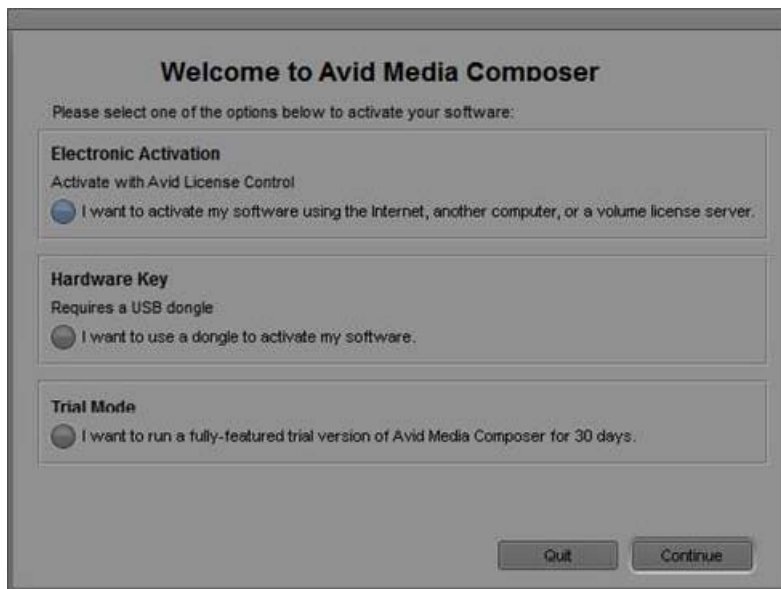 Welcome to Avid Media Composer
Please select one of the options below to activate your software:
Electronic Activation
Activate with Avid License Control
I want to activate my software using the Internet, another computer, or a volume license server.
Hardware Key
Requires a USB dongle
I want to use a dongle to activate my software.
Trial Mode
I want to run a fully-featured trial version of Avid Media Composer for 30 days.
Quit
Continue